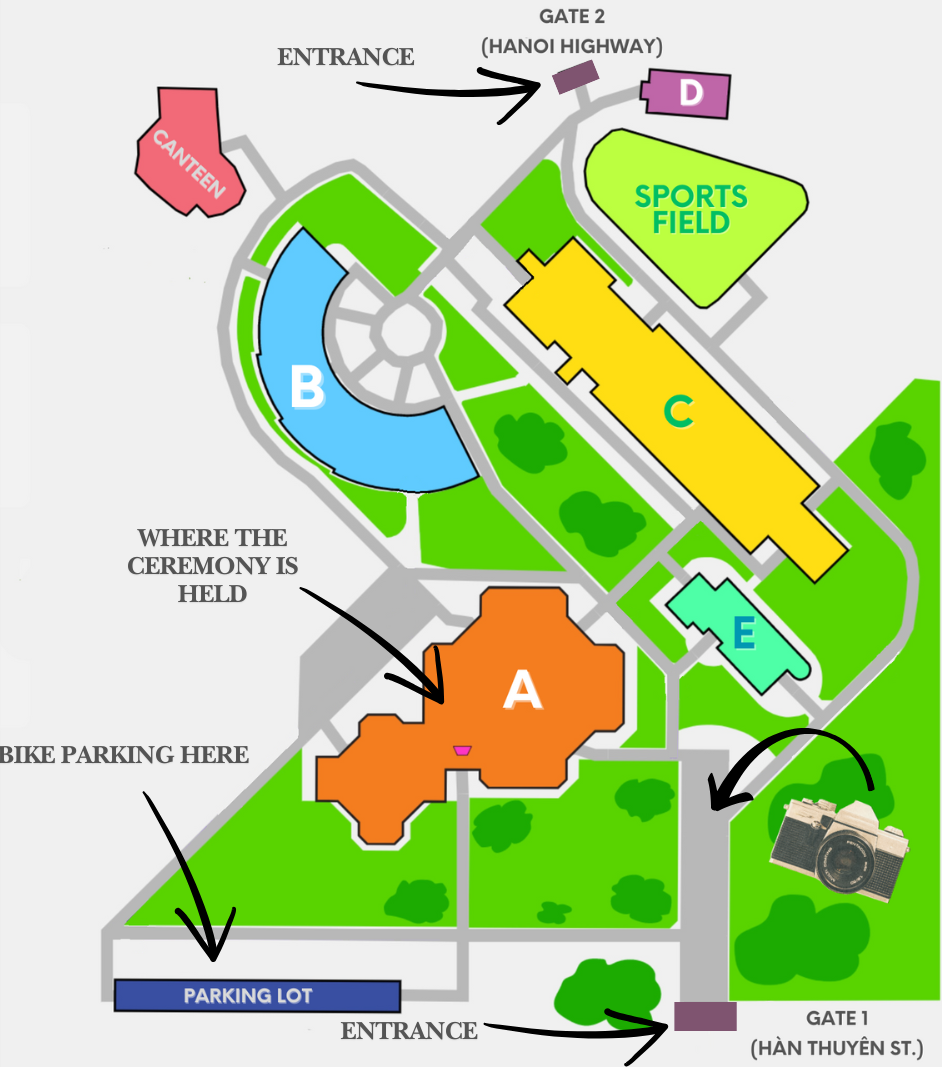 GATE 2
(HANOI HIGHWAY)
ENTRANCE
D
CANTEEN
SPORTS
FIELD
B
C
WHERE THE
CEREMONY IS
HELD
E
A
BIKE PARKING HERE
PARKING LOT
ENTRANCE
GATE 1
(HÀN THUYÊN ST.)